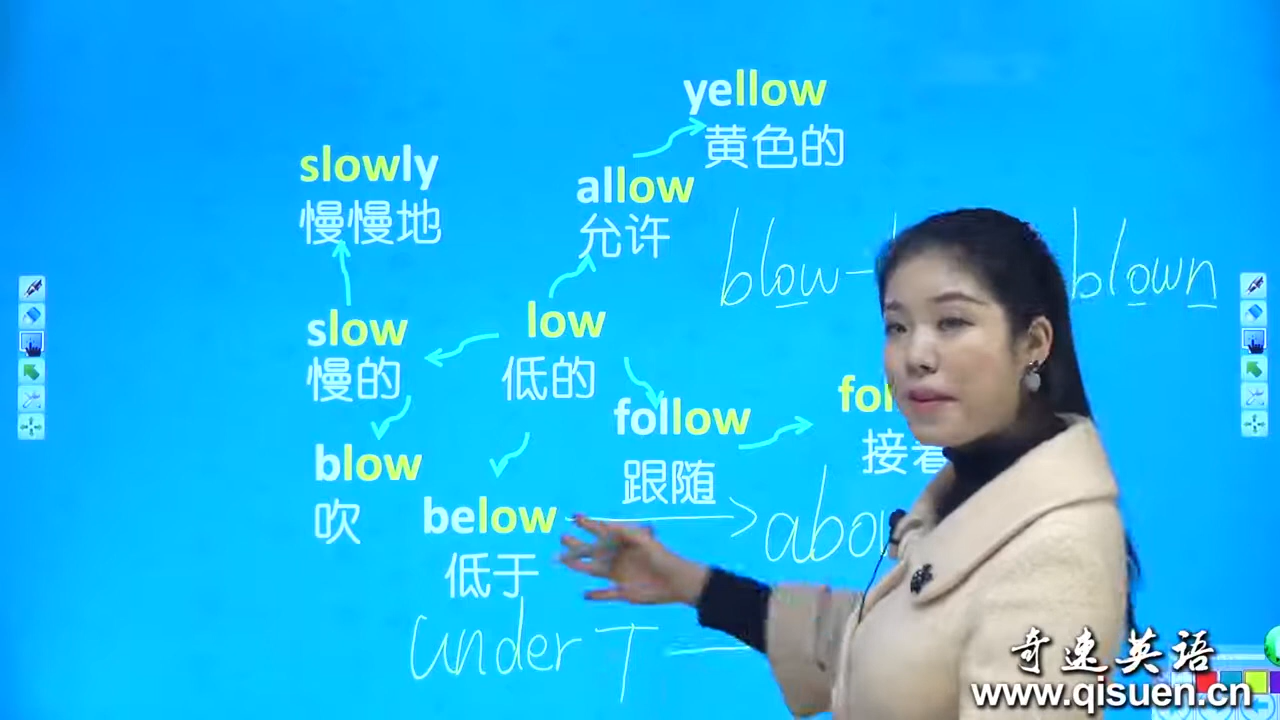 yellow
黄色的
slowly
慢慢地
allow
允许
blow-
blown
slow
慢的
low
低的
follow
跟随
接着
blow
吹
below
低于
under T
奇速英语
www.qisuen.cn